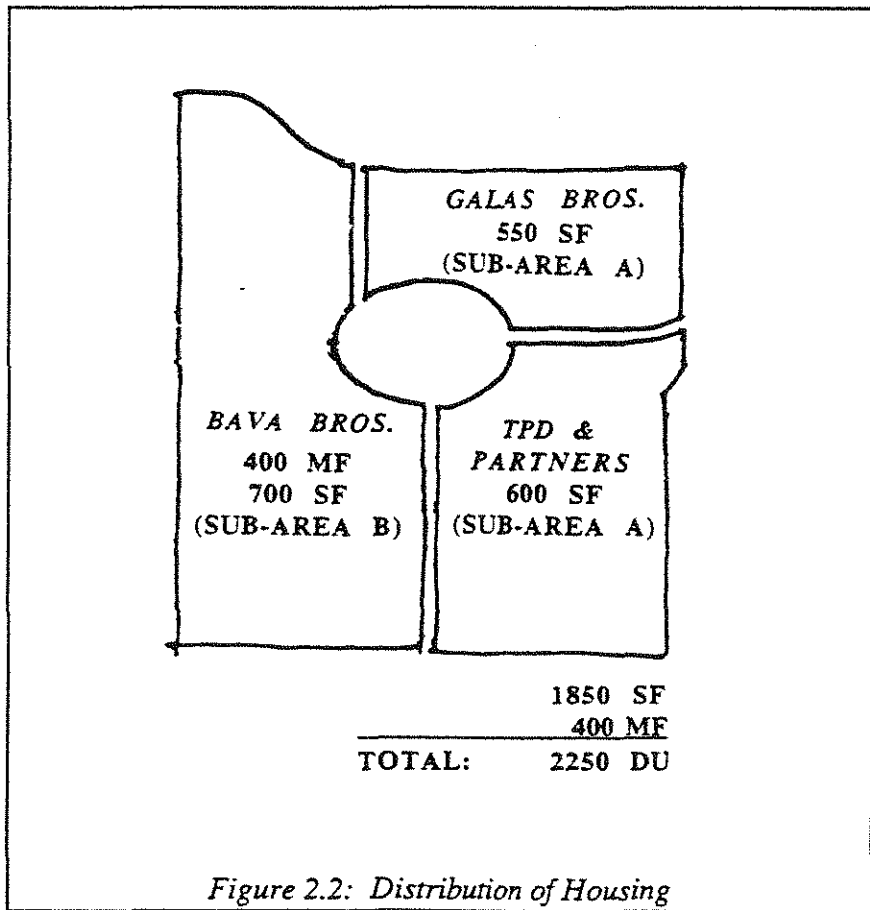 GALAS BROS.
550 SF
(SUB-AREA A)
BAVA BROS.
400 MF
700 SF
(SUB-AREA B)
TPD &
PARTNERS
600 SF
(SUB-AREA A)
1850 SF
400 MF
TOTAL: 2250 DU
Figure 2.2: Distribution of Housing